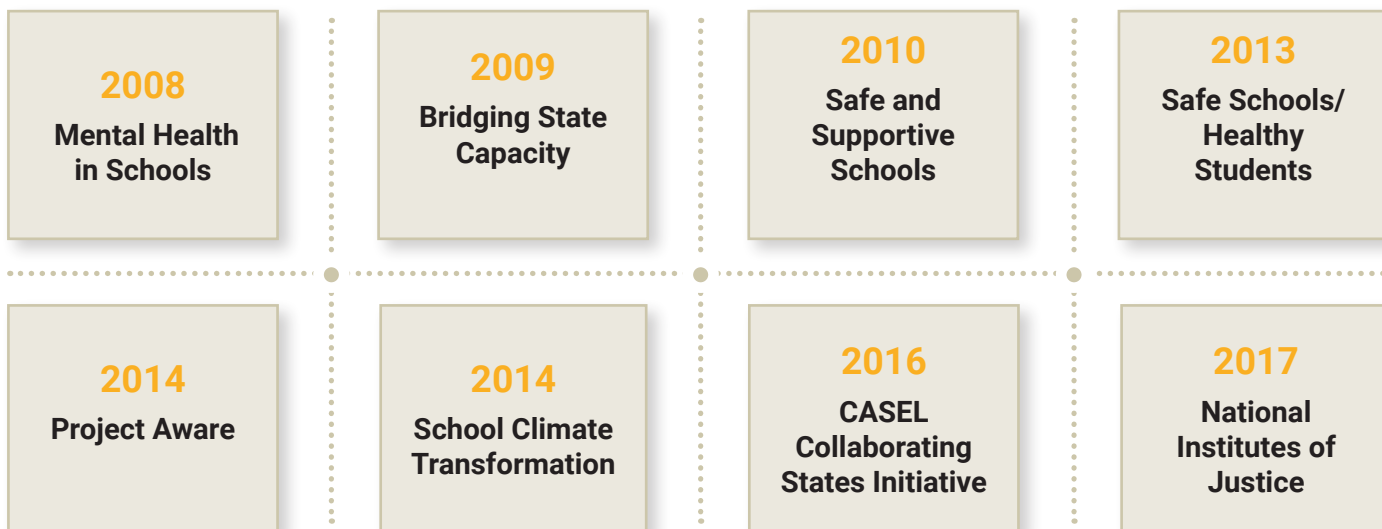 2008
Mental Health
in Schools
2009
Bridging State
Capacity
2010
Safe and
Supportive
Schools
2013
Safe Schools/
Healthy
Students
2014
Project Aware
2014
School Climate
Transformation
2016
CASEL
Collaborating
States Initiative
2017
National
Institutes of
Justice